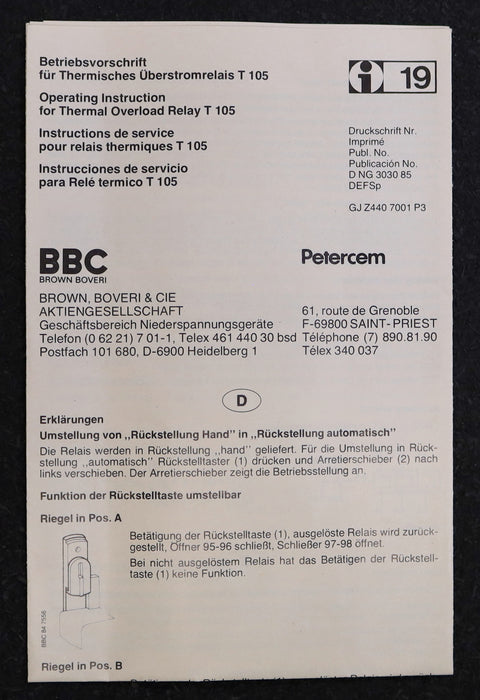 Betriebsvorschrift
für Thermisches Überstromrelais T 105
Operating Instruction
for Thermal Overload Relay T 105
Instructions de service
pour relais thermiques T 105
Instrucciones de servicio
para Relé termico T 105
i 19
Druckschrift Nr.
Imprimé
Publ. No.
Publicación No.
D NG 3030 85
DEFSp
GJ Z440 7001 P3
BBC
BROWN BOVERI
Petercem
BROWN, BOVERI & CIE
AKTIENGESELLSCHAFT
Geschäftsbereich Niederspannungsgeräte
Telefon (0 62 21) 7 01-1, Telex 461 440 30 bsd
Postfach 101 680, D-6900 Heidelberg 1
61, route de Grenoble
F-69800 SAINT-PRIEST
Téléphone (7) 890.81.90
Télex 340 037
D
Erklärungen
Umstellung von „Rückstellung Hand" in „Rückstellung automatisch"
Die Relais werden in Rückstellung „hand" geliefert. Für die Umstellung in Rück-
stellung „automatisch" Rückstelltaster (1) drücken und Arretierschieber (2) nach
links verschieben. Der Arretierschieber zeigt die Betriebsstellung an.
Funktion der Rückstelltaste umstellbar
Riegel in Pos. A
Betätigung der Rückstelltaste (1), ausgelöste Relais wird zurück-
gestellt, Öffner 95-96 schließt, Schließer 97-98 öffnet.
Bei nicht ausgelöstem Relais hat das Betätigen der Rückstell-
taste (1) keine Funktion.
BBC 84 7556
Riegel in Pos. B